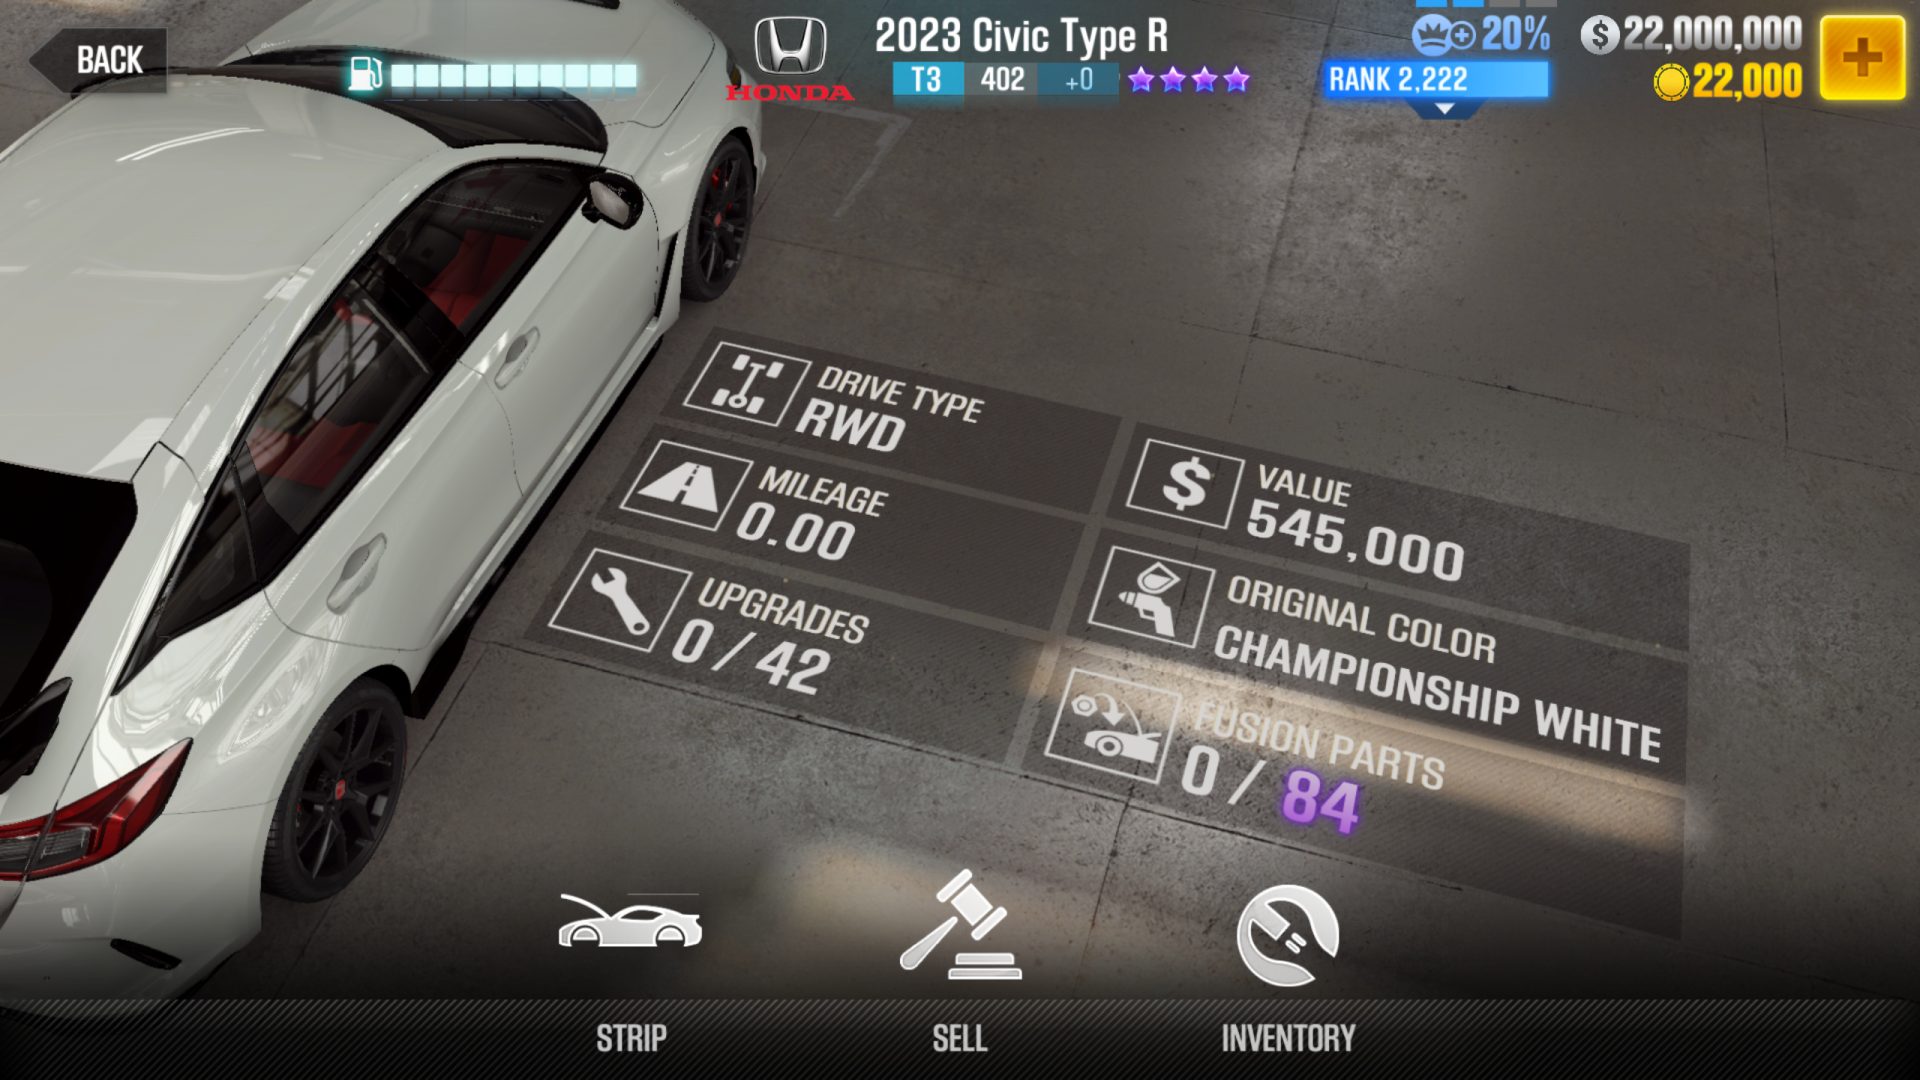 BACK
HONDA
2023 Civic Type R
T3 402 +0
20%
RANK 2,222
$ 22,000,000
22,000
DRIVE TYPE
RWD
MILEAGE
0.00
UPGRADES
0 / 42
$ VALUE
545,000
ORIGINAL COLOR
CHAMPIONSHIP WHITE
FUSION PARTS
0 / 84
STRIP
SELL
INVENTORY